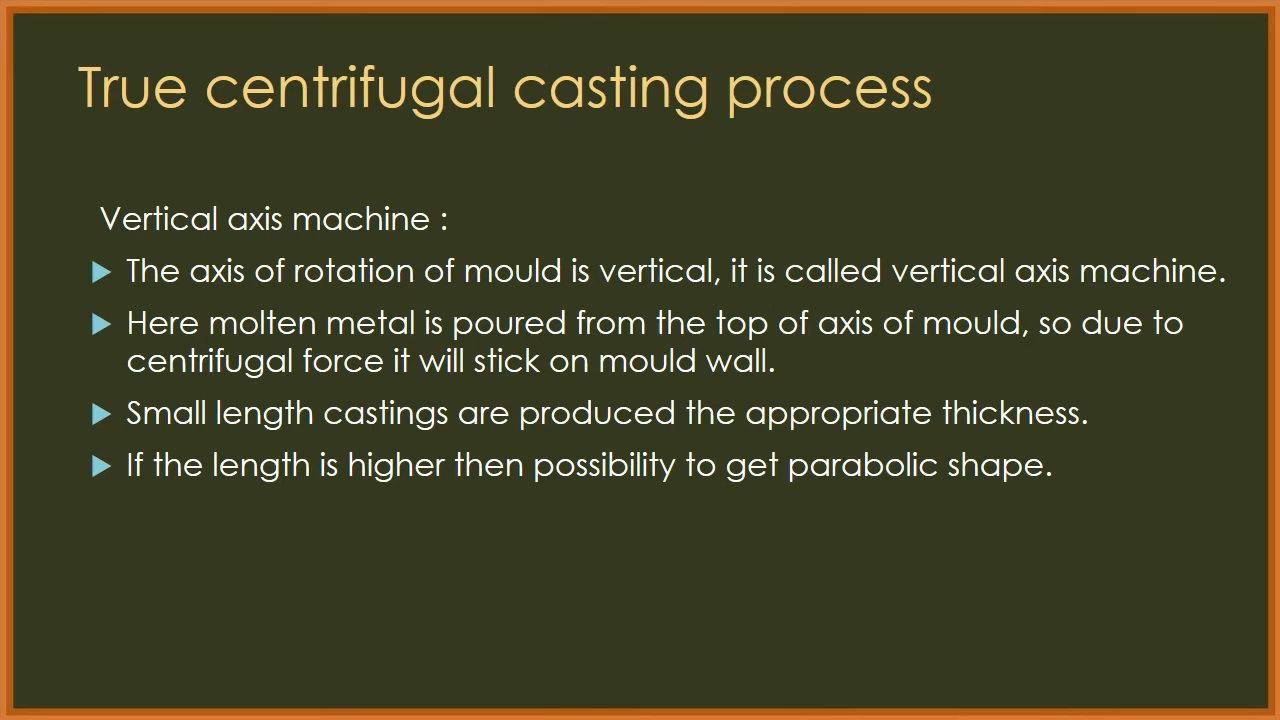 True centrifugal casting process
Vertical axis machine :
The axis of rotation of mould is vertical, it is called vertical axis machine.
Here molten metal is poured from the top of axis of mould, so due to
centrifugal force it will stick on mould wall.
Small length castings are produced the appropriate thickness.
If the length is higher then possibility to get parabolic shape.